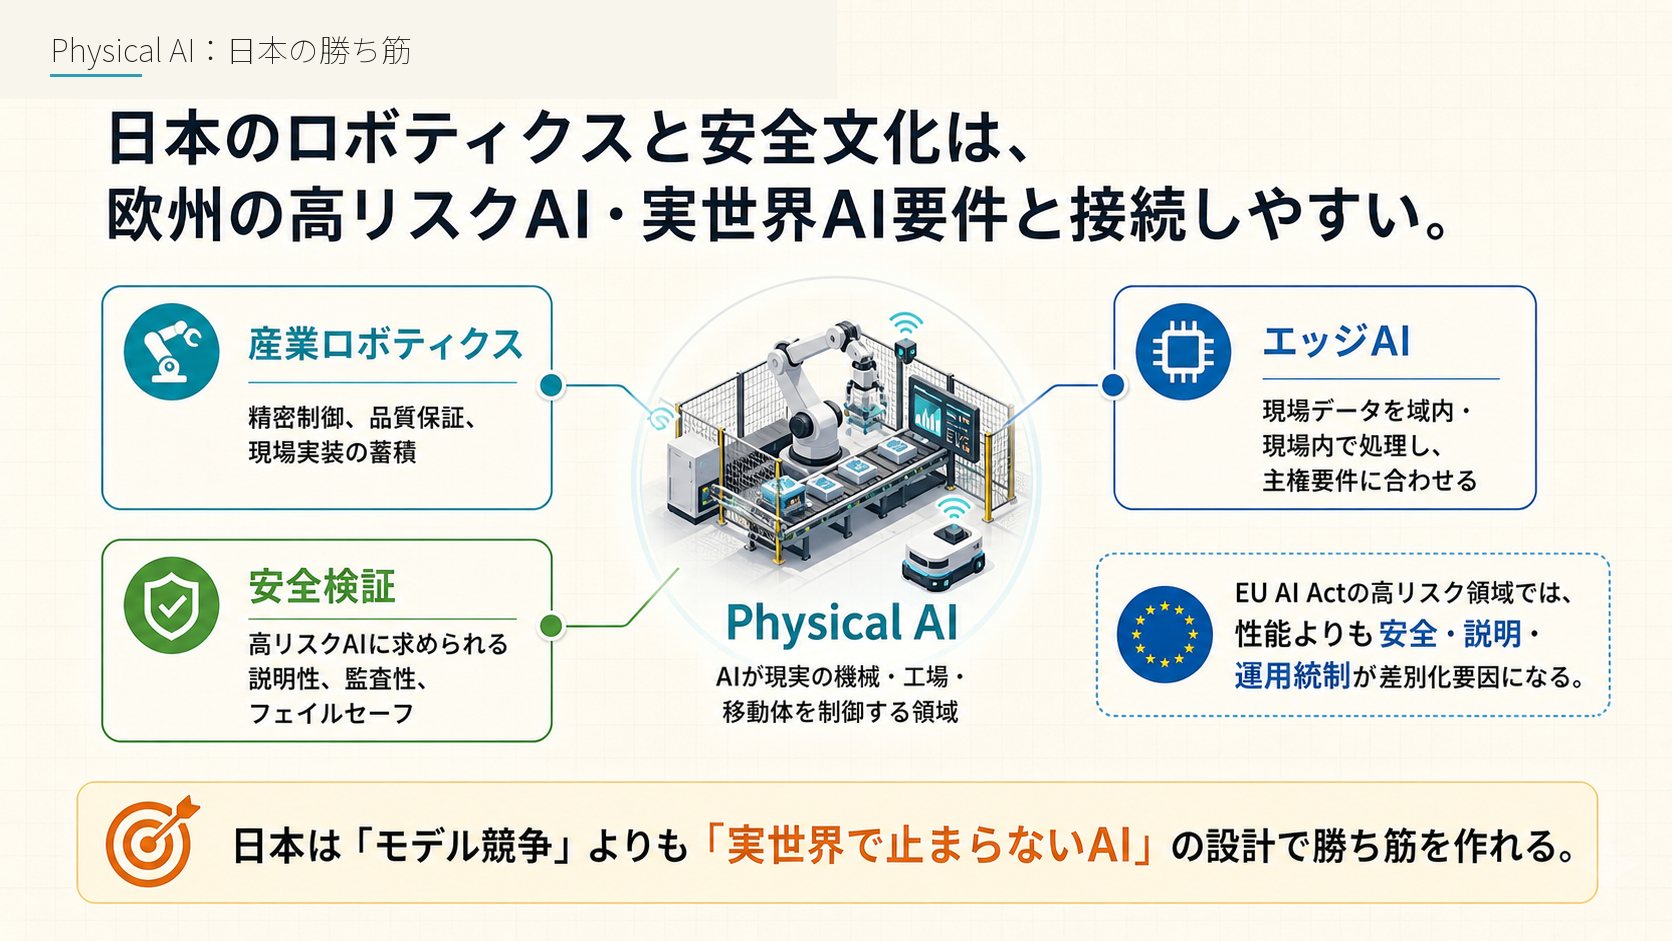 Physical AI：日本の勝ち筋
日本のロボティクスと安全文化は、
欧州の高リスクAI・実世界AI要件と接続しやすい。
産業ロボティクス
精密制御、品質保証、
現場実装の蓄積
安全検証
高リスクAIに求められる
説明性、監査性、
フェイルセーフ
Physical AI
AIが現実の機械・工場・
移動体を制御する領域
エッジAI
現場データを域内・
現場内で処理し、
主権要件に合わせる
EU AI Actの高リスク領域では、
性能よりも安全・説明・
運用統制が差別化要因になる。
日本は「モデル競争」よりも「実世界で止まらないAI」の設計で勝ち筋を作れる。